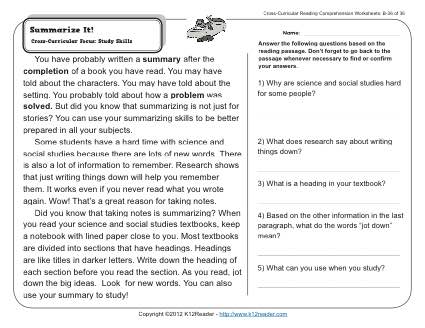 Cross-Curricular Reading Comprehension Worksheets: B-26 of 36
Summarize It!
Cross-Curricular Focus: Study Skills
You have probably written a summary after the
completion of a book you have read. You may have
told about the characters. You may have told about the
setting. You probably told about how a problem was
solved. But did you know that summarizing is not just for
stories? You can use your summarizing skills to be better
prepared in all your subjects.
Some students have a hard time with science and
social studies because there are lots of new words. There
is also a lot of information to remember. Research shows
that just writing things down will help you remember
them. It works even if you never read what you wrote
again. Wow! That's a great reason for taking notes.
Did you know that taking notes is summarizing? When
you read your science and social studies textbooks, keep
a notebook with lined paper close to you. Most textbooks
are divided into sections that have headings. Headings
are like titles in darker letters. Write down the heading of
each section before you read the section. As you read, jot
down the big ideas. Look for new words. You can also
use your summary to study!
Name:
Answer the following questions based on the
reading passage. Don't forget to go back to the
passage whenever necessary to find or confirm
your answers.
1) Why are science and social studies hard
for some people?
2) What does research say about writing
things down?
3) What is a heading in your textbook?
4) Based on the other information in the last
paragraph, what do the words "jot down"
mean?
5) What can you use when you study?
Copyright ©2012 K12Reader - http://www.k12reader.com